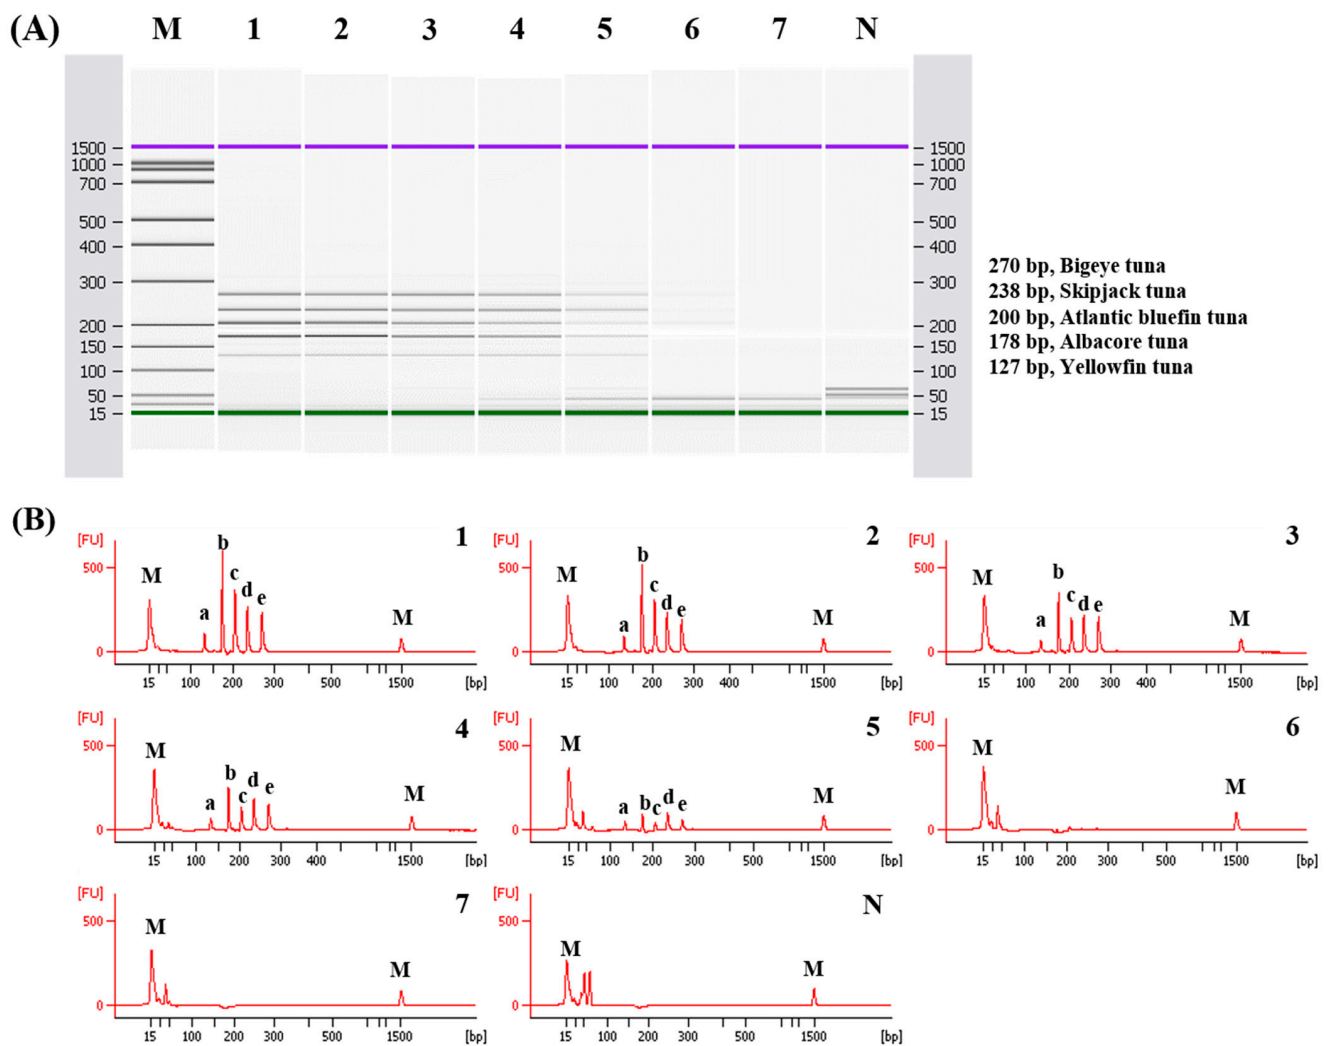 (A) M 1 2 3 4 5 6 7 N
1500 1500
1000 1000
700 700
500 500
400 400
300 300
200 200
150 150
100 100
50 50
15 15
270 bp, Bigeye tuna
238 bp, Skipjack tuna
200 bp, Atlantic bluefin tuna
178 bp, Albacore tuna
127 bp, Yellowfin tuna
(B)
[FU] 1
500
0
M a b c d e M
15 100 200 300 1500 [bp]
[FU] 2
500
0
M a b c d e M
15 100 200 300 400 1500 [bp]
[FU] 3
500
0
M a b c d e M
15 100 200 300 400 1500 [bp]
[FU] 4
500
0
M a b c d e M
15 100 200 300 400 1500 [bp]
[FU] 5
500
0
M a b c d e M
15 100 200 300 500 1500 [bp]
[FU] 6
500
0
M M
15 100 200 300 500 1500 [bp]
[FU] 7
500
0
M M
15 100 200 300 1500 [bp]
[FU] N
500
0
M M
15 100 200 300 500 1500 [bp]